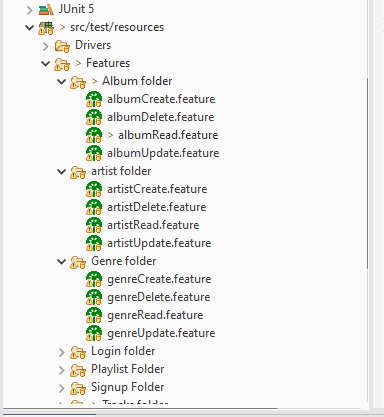 JUnit 5
> src/test/resources
Drivers
> Features
> Album folder
albumCreate.feature
albumDelete.feature
> albumRead.feature
albumUpdate.feature
artist folder
artistCreate.feature
artistDelete.feature
artistRead.feature
artistUpdate.feature
Genre folder
genreCreate.feature
genreDelete.feature
genreRead.feature
genreUpdate.feature
Login folder
Playlist Folder
Signup Folder
> Tracks folder